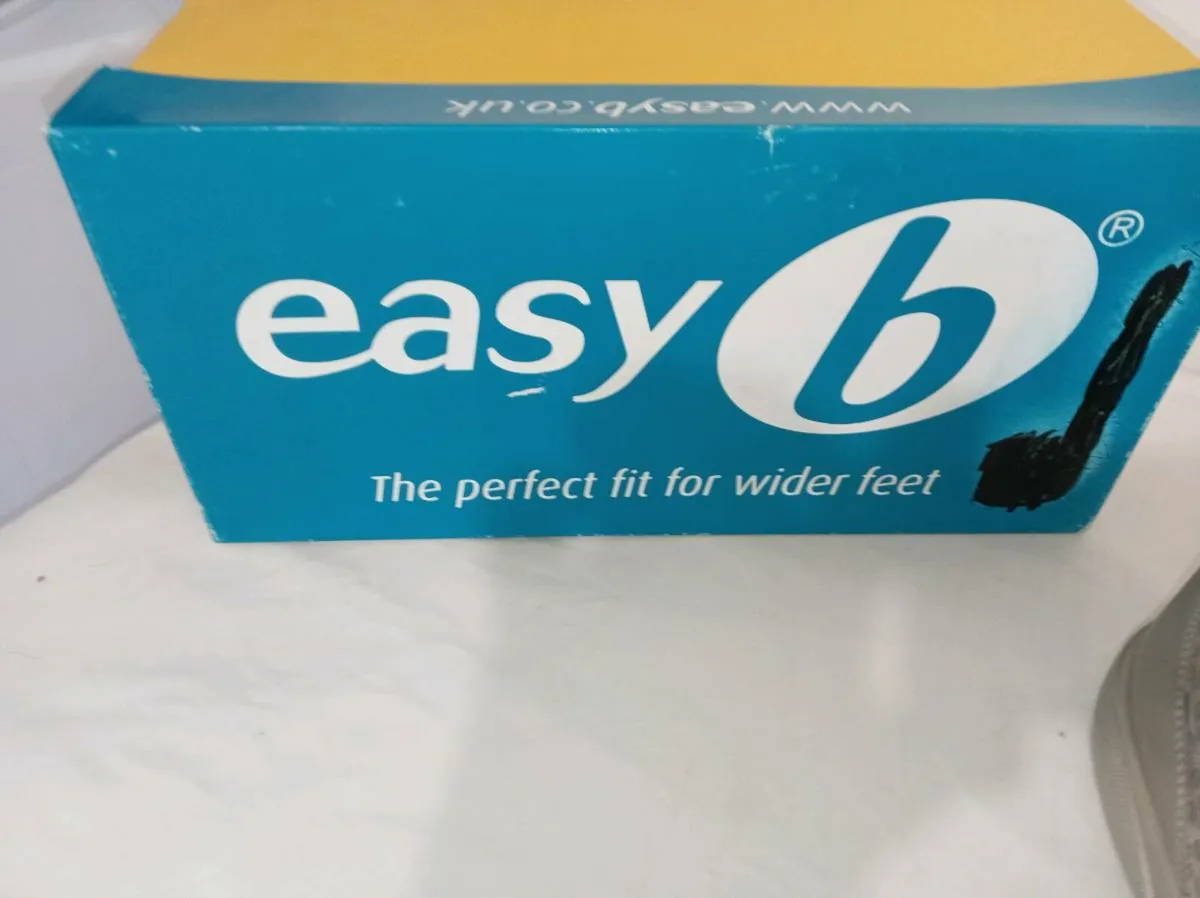 www.easyb.co.uk
easy b®
The perfect fit for wider feet